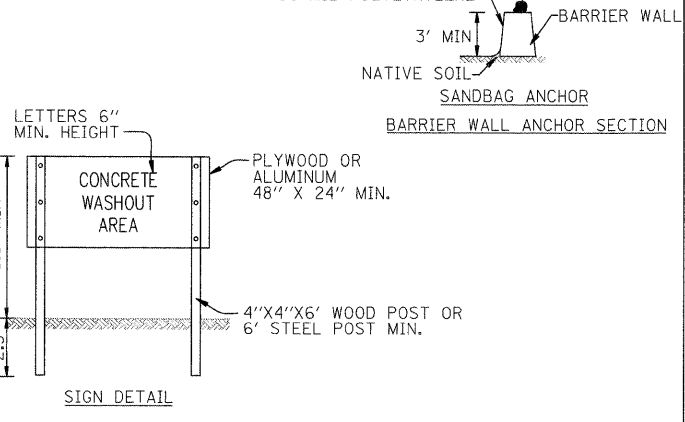 BARRIER WALL
3' MIN
NATIVE SOIL
SANDBAG ANCHOR
BARRIER WALL ANCHOR SECTION
LETTERS 6"
MIN. HEIGHT
CONCRETE
WASHOUT
AREA
PLYWOOD OR
ALUMINUM
48" X 24" MIN.
4"X4"X6' WOOD POST OR
6' STEEL POST MIN.
SIGN DETAIL